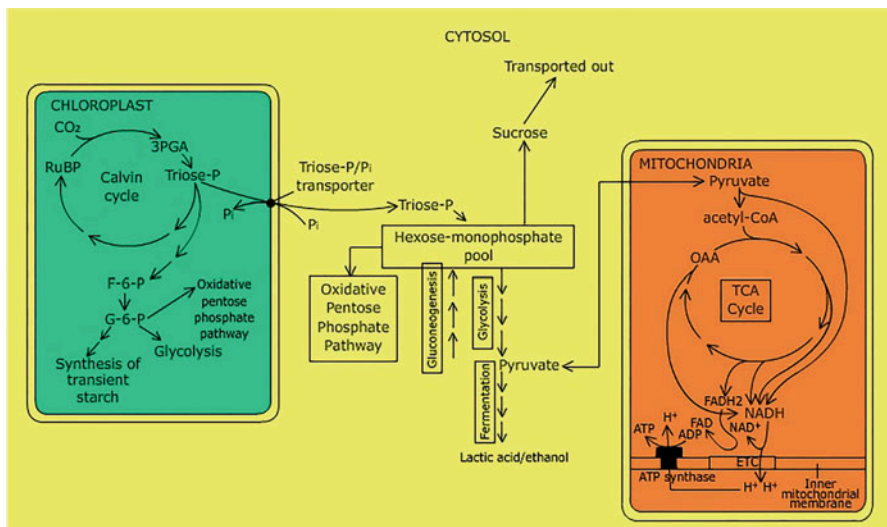 CYTOSOL
Transported out
Sucrose
CHLOROPLAST
CO₂
3PGA
RuBP
Calvin
cycle
Triose-P
Pi
Triose-P/Pi
transporter
Pi
Triose-P
F-6-P
G-6-P
Oxidative
pentose
phosphate
pathway
Glycolysis
Synthesis of
transient
starch
Hexose-monophosphate
pool
Oxidative
Pentose
Phosphate
Pathway
Gluconeogenesis
Glycolysis
Pyruvate
Fermentation
Lactic acid/ethanol
MITOCHONDRIA
Pyruvate
acetyl-CoA
OAA
TCA
Cycle
FADH2
NADH
FAD
NAD⁺
H⁺
ATP
ADP
ETC
ATP synthase
H⁺ H⁺
Inner
mitochondrial
membrane